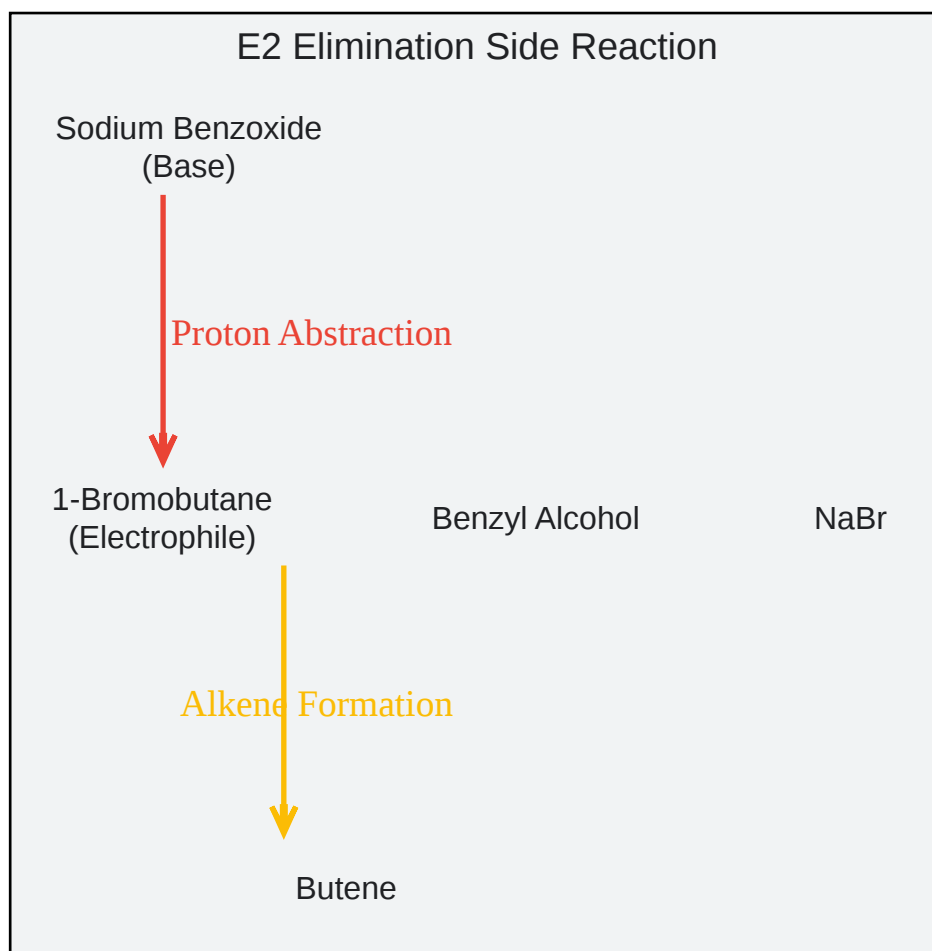 E2 Elimination Side Reaction
Sodium Benzoxide
(Base)
Proton Abstraction
1-Bromobutane
(Electrophile)
Benzyl Alcohol
NaBr
Alkene Formation
Butene